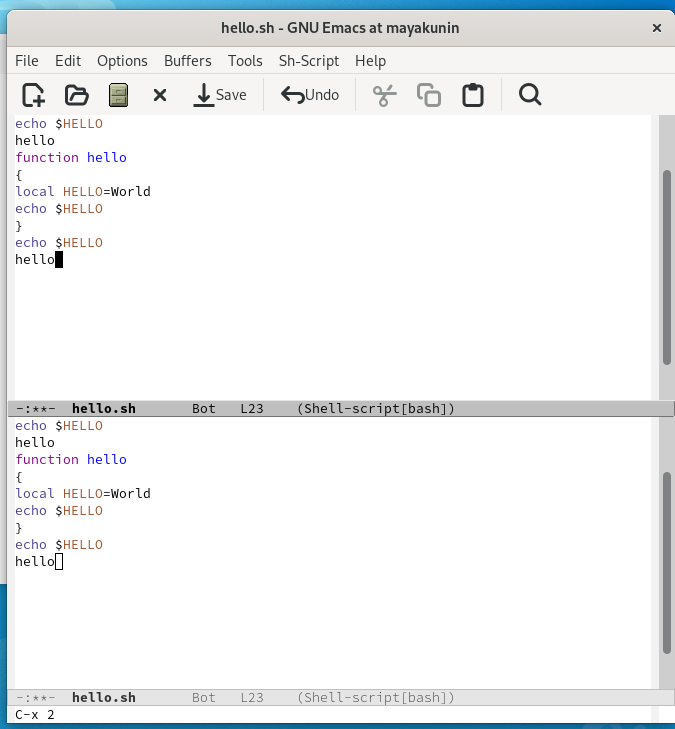 hello.sh - GNU Emacs at mayakunin ×
File Edit Options Buffers Tools Sh-Script Help
Save Undo
echo $HELLO
hello
function hello
{
local HELLO=World
echo $HELLO
}
echo $HELLO
hello
-:**- hello.sh Bot L23 (Shell-script[bash])
echo $HELLO
hello
function hello
{
local HELLO=World
echo $HELLO
}
echo $HELLO
hello
-:**- hello.sh Bot L23 (Shell-script[bash])
C-x 2